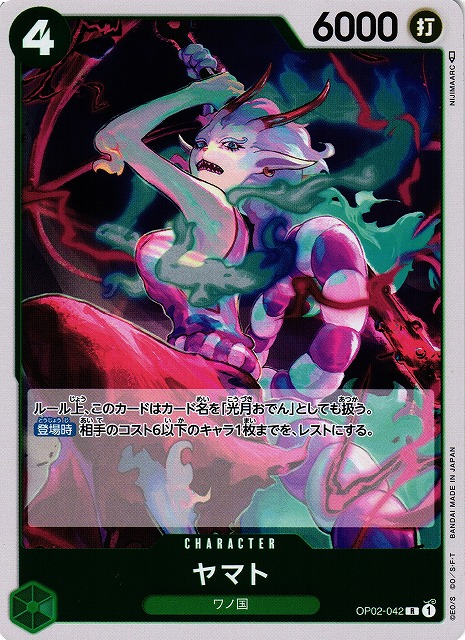 4
6000
打
NIJIMAARC
ルール上、このカードはカード名を「光月おでん」としても扱う。
登場時 相手のコスト6以下のキャラ1枚までを、レストにする。
CHARACTER
ヤマト
ワノ国
OP02-042 R 1
©E.O/S ©O/S・F・T BANDAI MADE IN JAPAN